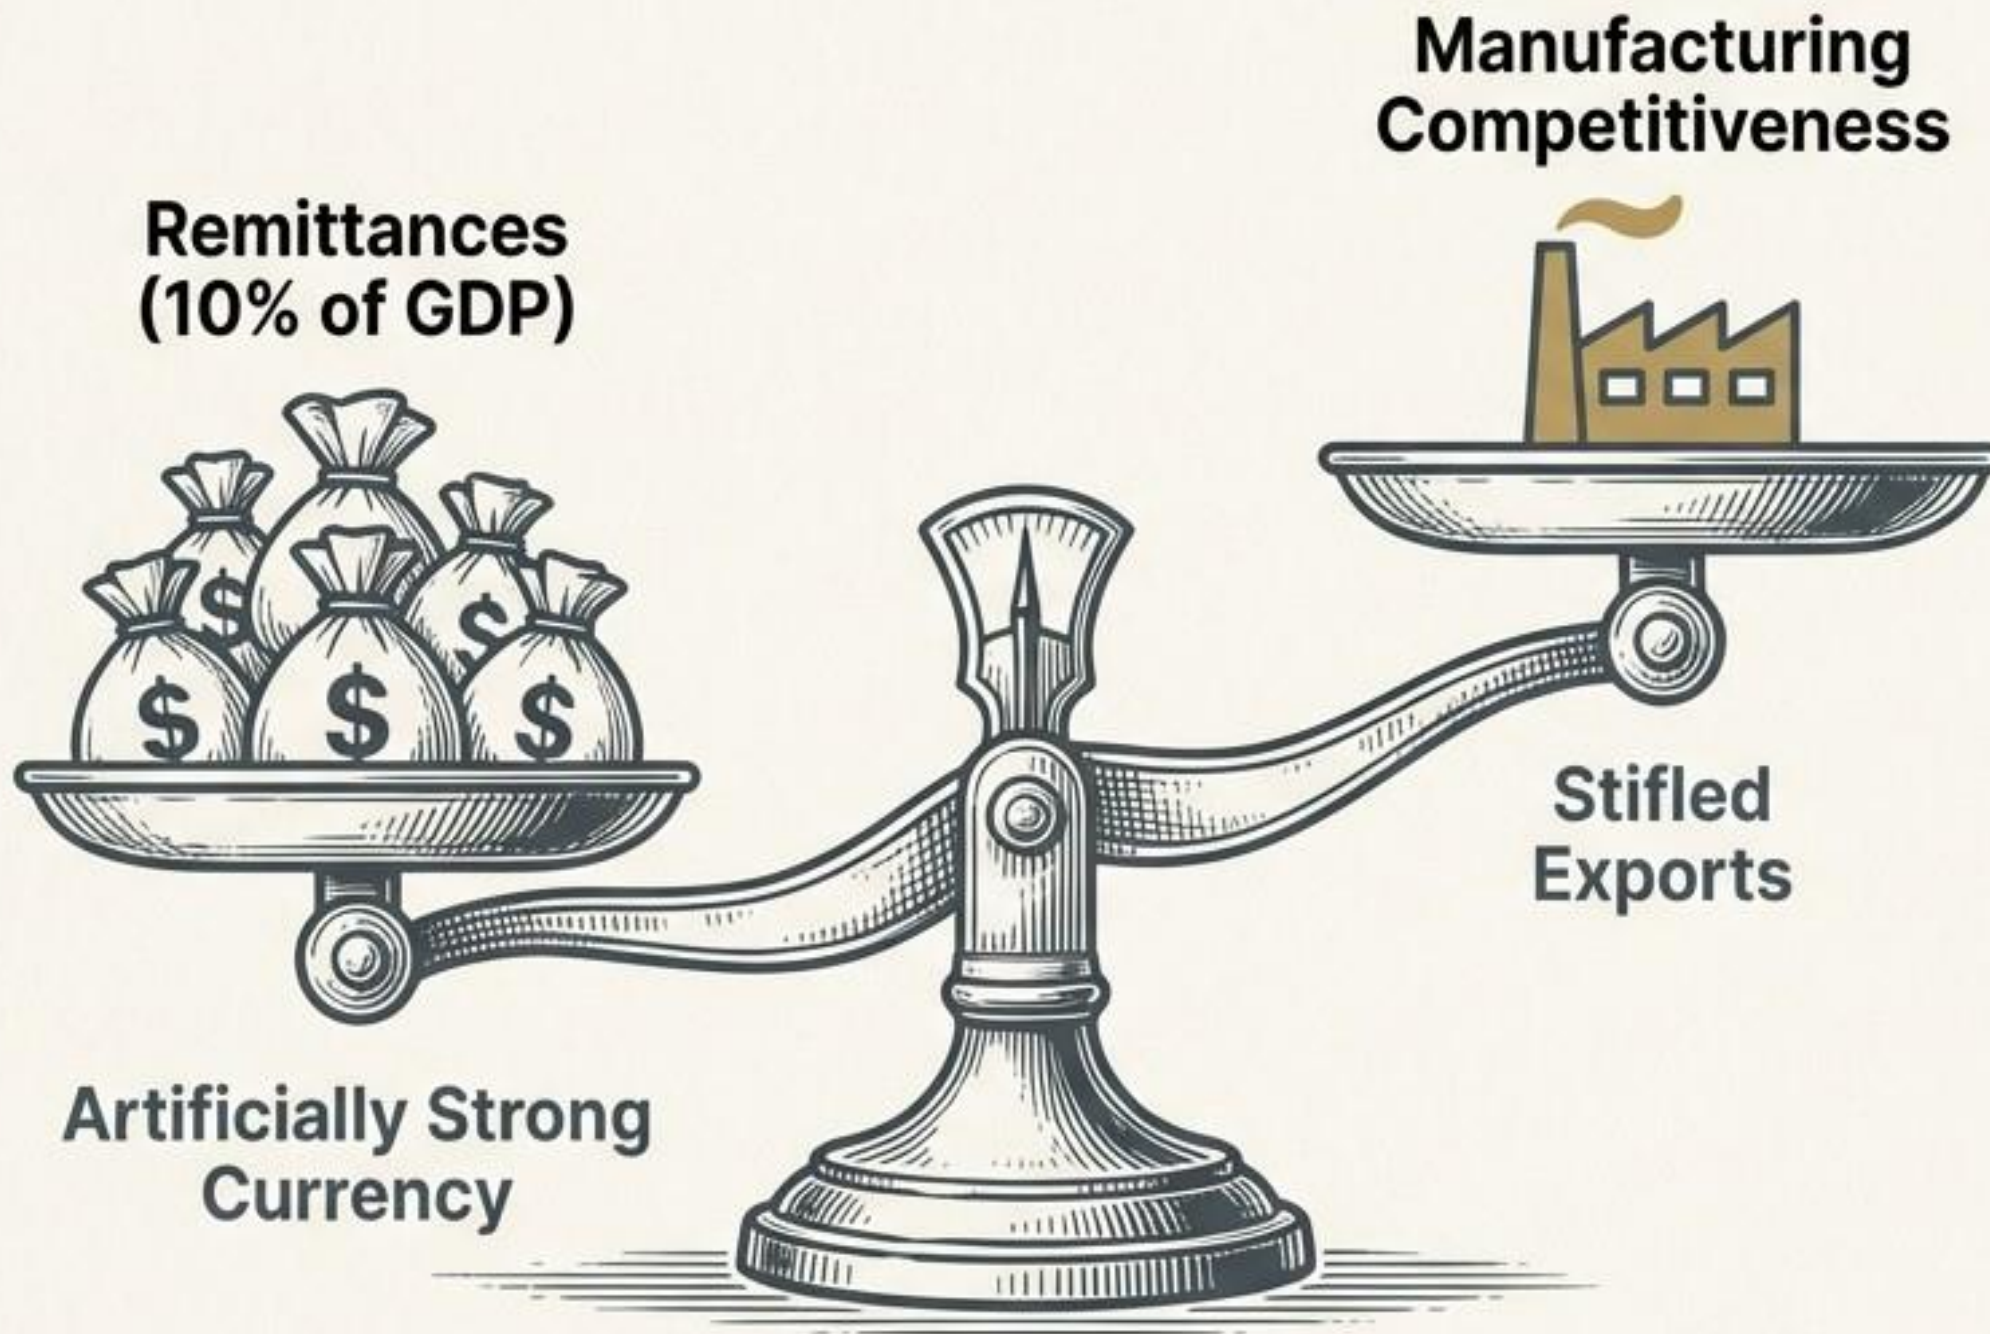 Manufacturing
Competitiveness
Remittances
(10% of GDP)
$
$
$
$
$
Stifled
Exports
Artificially Strong
Currency